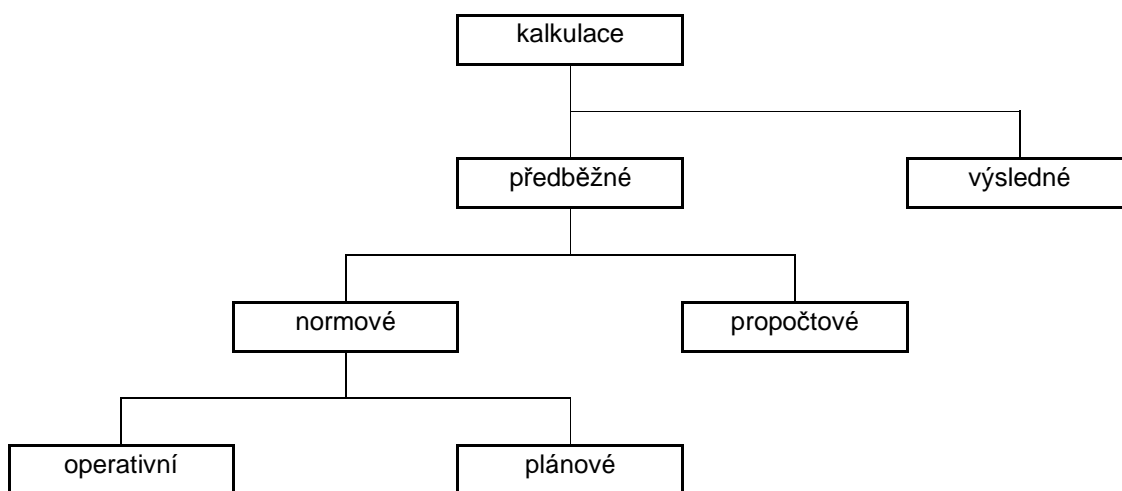 kalkulace
předběžné
výsledné
normové
propočtové
operativní
plánové